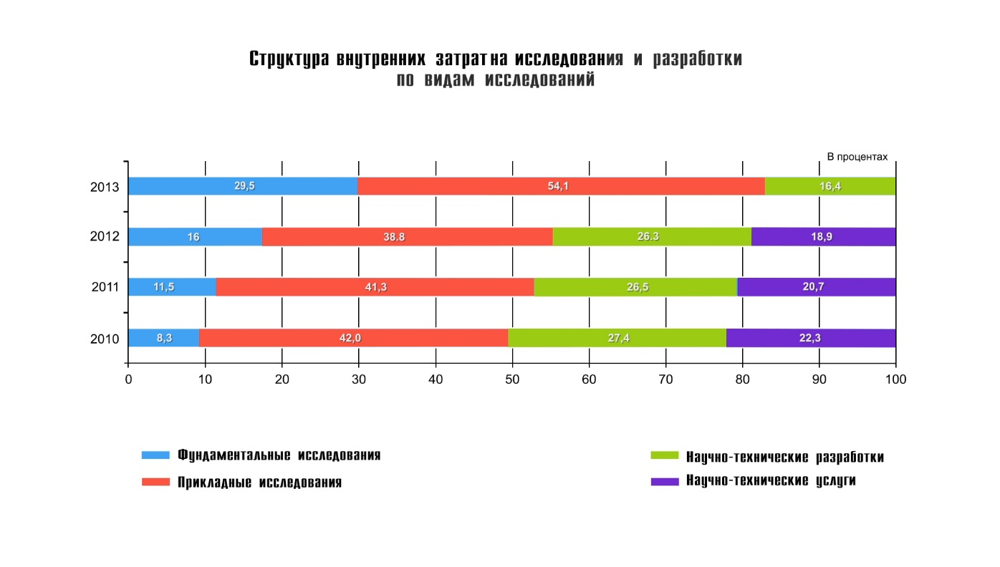 Структура внутренних затрат на исследования и разработки
по видам исследований
В процентах
2013 29,5 54,1 16,4
2012 16 38.8 26.3 18,9
2011 11,5 41,3 26,5 20,7
2010 8,3 42,0 27,4 22,3
0 10 20 30 40 50 60 70 80 90 100
Фундаментальные исследования
Прикладные исследования
Научно-технические разработки
Научно-технические услуги